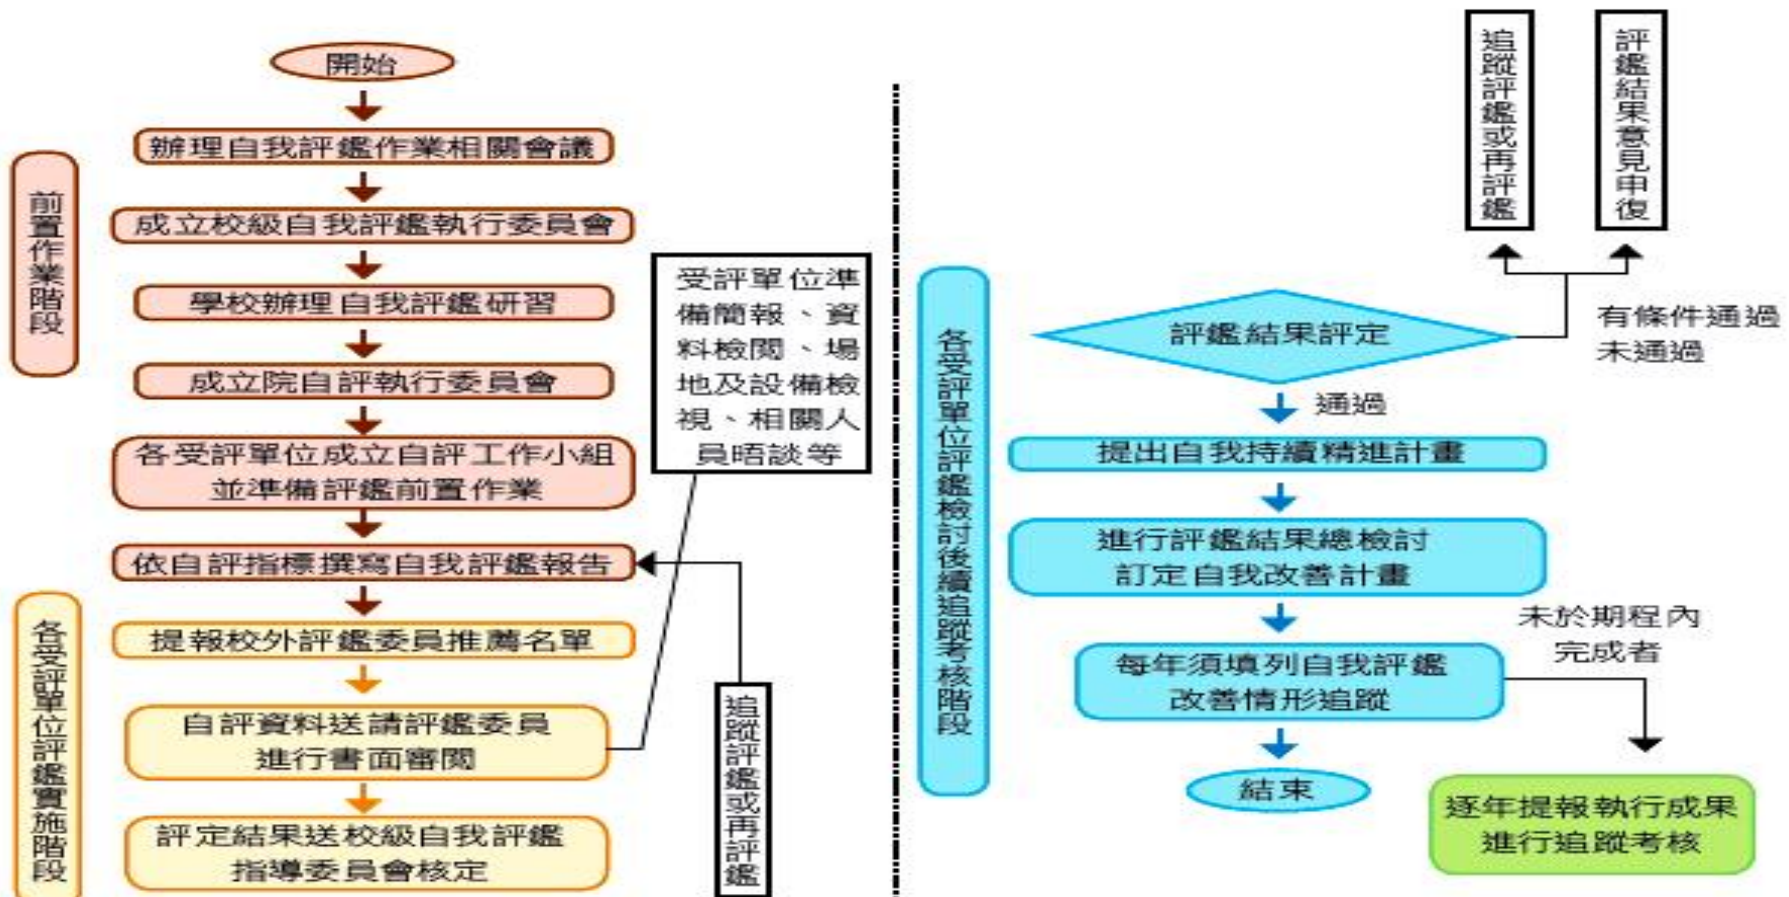 開始
辦理自我評鑑作業相關會議
成立校級自我評鑑執行委員會
學校辦理自我評鑑研習
成立院自評執行委員會
各受評單位成立自評工作小組
並準備評鑑前置作業
依自評指標撰寫自我評鑑報告
前置作業階段
提報校外評鑑委員推薦名單
自評資料送請評鑑委員
進行書面審閱
評定結果送校級自我評鑑
指導委員會核定
各受評單位評鑑實施階段
受評單位準
備簡報、資
料檢閱、場
地及設備檢
視、相關人
員晤談等
追蹤評鑑或再評鑑
追蹤評鑑或再評鑑
評鑑結果意見申復
評鑑結果評定
有條件通過
未通過
通過
提出自我持續精進計畫
進行評鑑結果總檢討
訂定自我改善計畫
每年須填列自我評鑑
改善情形追蹤
未於期程內
完成者
結束
逐年提報執行成果
進行追蹤考核
各受評單位評鑑檢討後續追蹤考核階段